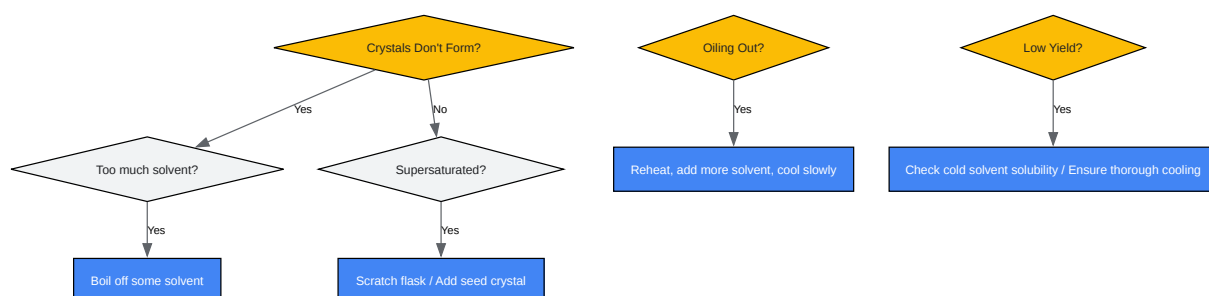 Crystals Don't Form?
Oiling Out?
Low Yield?
Yes
No
Yes
Yes
Too much solvent?
Supersaturated?
Reheat, add more solvent, cool slowly
Check cold solvent solubility / Ensure thorough cooling
Yes
Yes
Boil off some solvent
Scratch flask / Add seed crystal